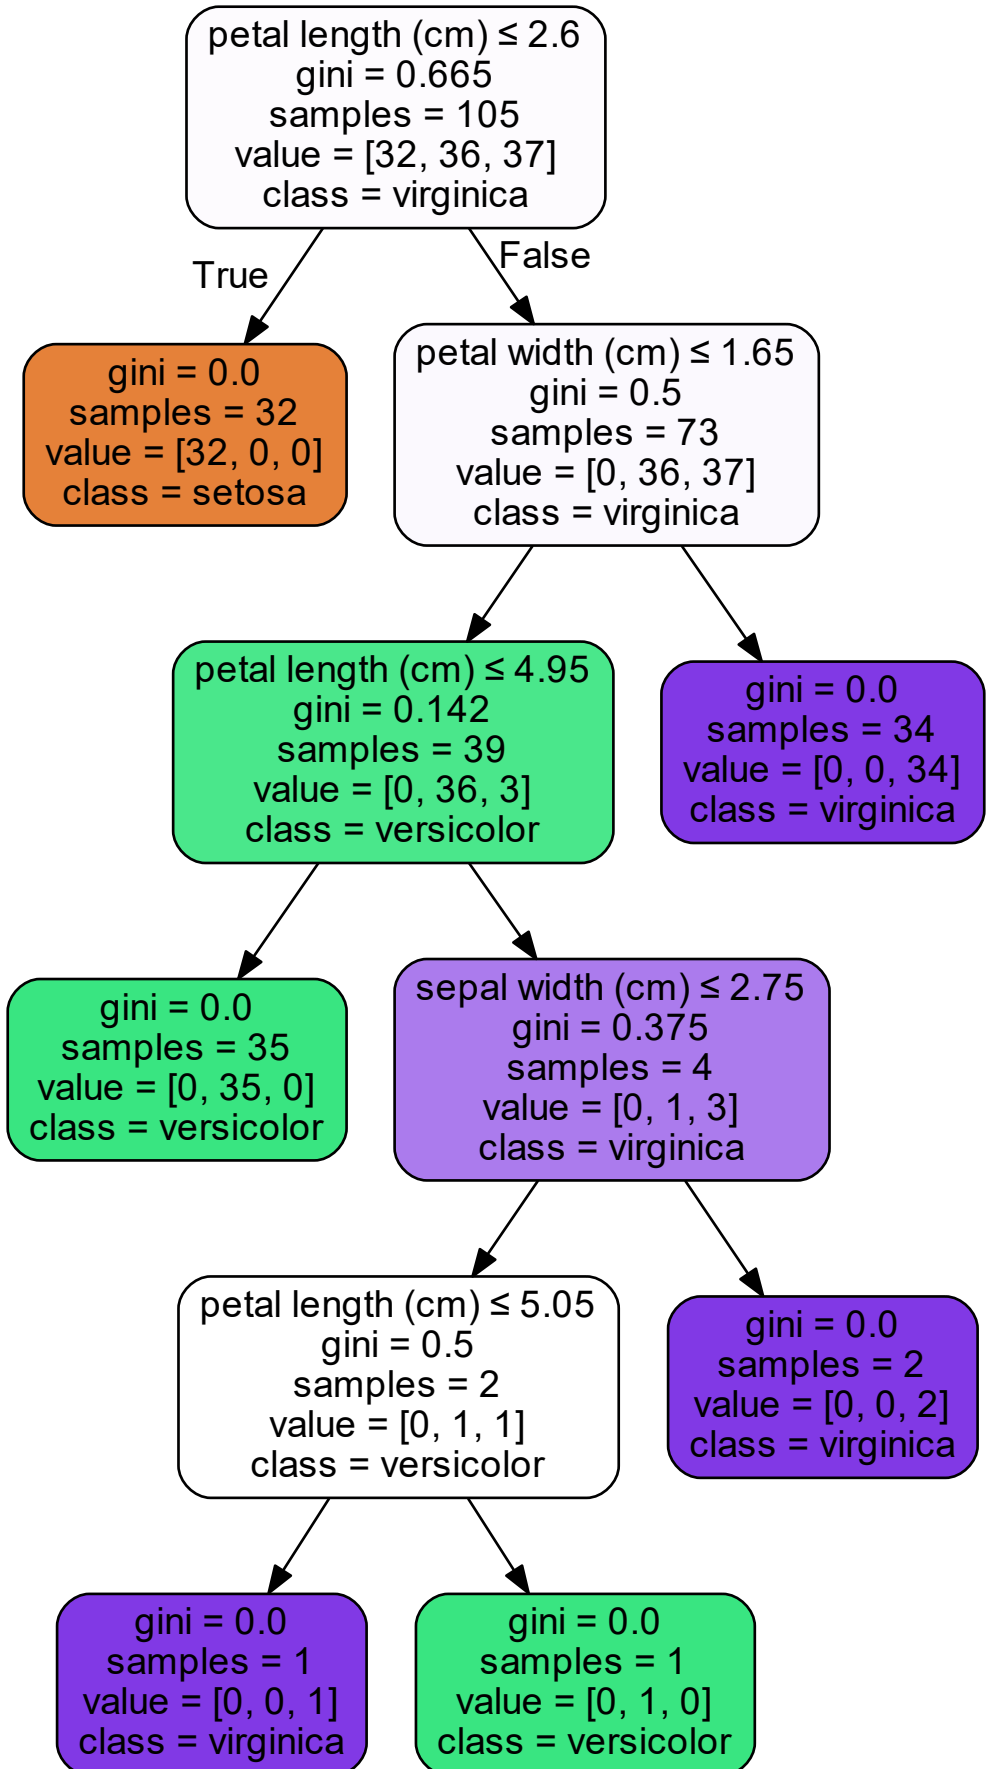 petal length (cm) ≤ 2.6
gini = 0.665
samples = 105
value = [32, 36, 37]
class = virginica
True
False
gini = 0.0
samples = 32
value = [32, 0, 0]
class = setosa
petal width (cm) ≤ 1.65
gini = 0.5
samples = 73
value = [0, 36, 37]
class = virginica
petal length (cm) ≤ 4.95
gini = 0.142
samples = 39
value = [0, 36, 3]
class = versicolor
gini = 0.0
samples = 34
value = [0, 0, 34]
class = virginica
gini = 0.0
samples = 35
value = [0, 35, 0]
class = versicolor
sepal width (cm) ≤ 2.75
gini = 0.375
samples = 4
value = [0, 1, 3]
class = virginica
petal length (cm) ≤ 5.05
gini = 0.5
samples = 2
value = [0, 1, 1]
class = versicolor
gini = 0.0
samples = 2
value = [0, 0, 2]
class = virginica
gini = 0.0
samples = 1
value = [0, 0, 1]
class = virginica
gini = 0.0
samples = 1
value = [0, 1, 0]
class = versicolor